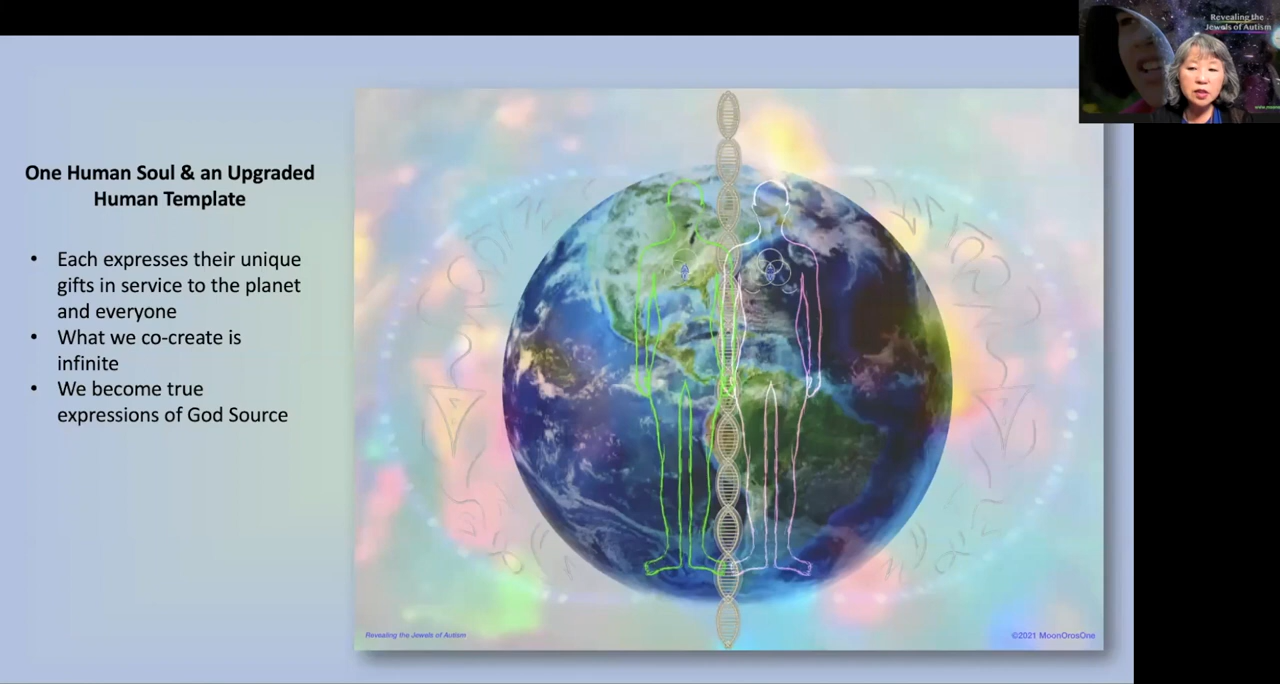 Revealing the
Jewels of Autism
One Human Soul & an Upgraded
Human Template
• Each expresses their unique
gifts in service to the planet
and everyone
• What we co-create is
infinite
• We become true
expressions of God Source
Revealing the Jewels of Autism
©2021 MoonOrosOne